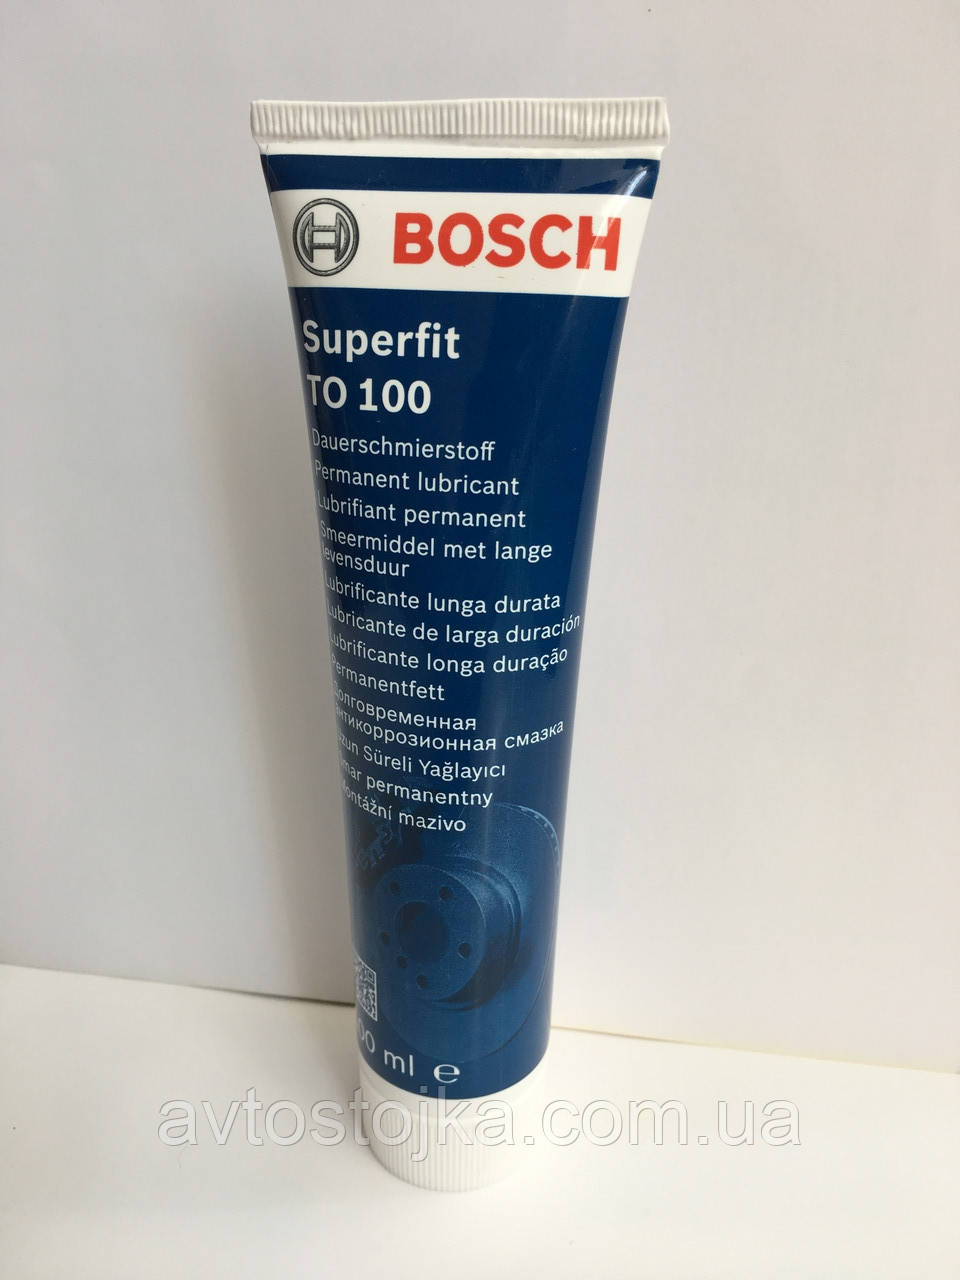 BOSCH
Superfit
TO 100
Dauerschmierstoff
Permanent lubricant
Lubrifiant permanent
Smeermiddel met lange
levensduur
Lubrificante lunga durata
Lubricante de larga duración
Lubrificante longa duração
Permanentfett
Долговременная
антикоррозионная смазка
Uzun Süreli Yağlayıcı
Smar permanentny
Montážní mazivo
00 ml e
avtostojka.com.ua